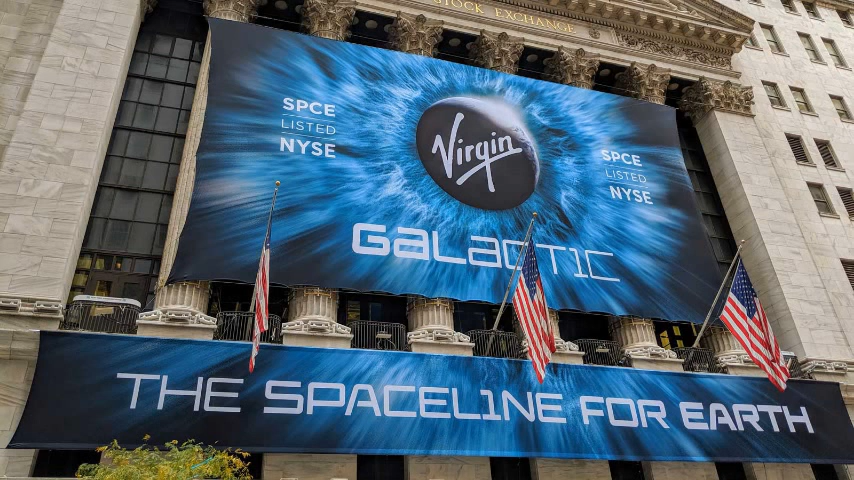 STOCK EXCHANGE
SPCE
LISTED
NYSE
Virgin
SPCE
LISTED
NYSE
GALACTIC
THE SPACELINE FOR EARTH